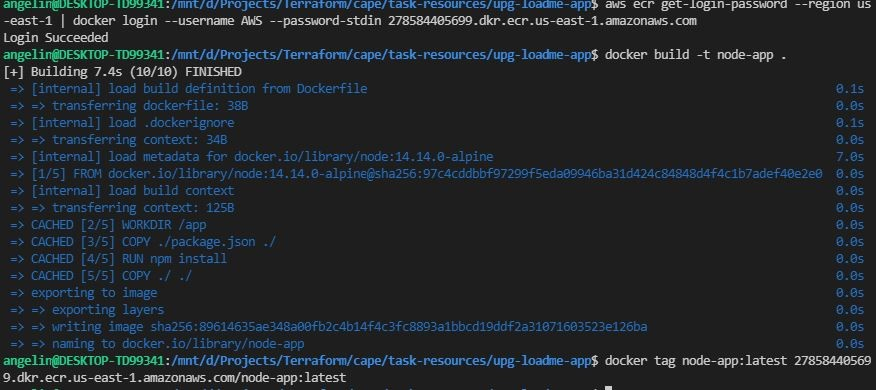 angelin@DESKTOP-TD99341:/mnt/d/Projects/Terraform/cape/task-resources/upg-loadme-app$ aws ecr get-login-password --region us
-east-1 | docker login --username AWS --password-stdin 278584405699.dkr.ecr.us-east-1.amazonaws.com
Login Succeeded
angelin@DESKTOP-TD99341:/mnt/d/Projects/Terraform/cape/task-resources/upg-loadme-app$ docker build -t node-app .
[+] Building 7.4s (10/10) FINISHED
=> [internal] load build definition from Dockerfile 0.1s
=> => transferring dockerfile: 38B 0.0s
=> [internal] load .dockerignore 0.1s
=> => transferring context: 34B 0.0s
=> [internal] load metadata for docker.io/library/node:14.14.0-alpine 7.0s
=> [1/5] FROM docker.io/library/node:14.14.0-alpine@sha256:97c4cddbbf97299f5eda09946ba31d424c84848d4f4c1b7adef40e2e0 0.0s
=> [internal] load build context 0.0s
=> => transferring context: 125B 0.0s
=> CACHED [2/5] WORKDIR /app 0.0s
=> CACHED [3/5] COPY ./package.json ./ 0.0s
=> CACHED [4/5] RUN npm install 0.0s
=> CACHED [5/5] COPY ./ ./ 0.0s
=> exporting to image 0.0s
=> => exporting layers 0.0s
=> => writing image sha256:89614635ae348a00fb2c4b14f4c3fc8893a1bbcd19ddf2a31071603523e126ba 0.0s
=> => naming to docker.io/library/node-app 0.0s
angelin@DESKTOP-TD99341:/mnt/d/Projects/Terraform/cape/task-resources/upg-loadme-app$ docker tag node-app:latest 27858440569
9.dkr.ecr.us-east-1.amazonaws.com/node-app:latest